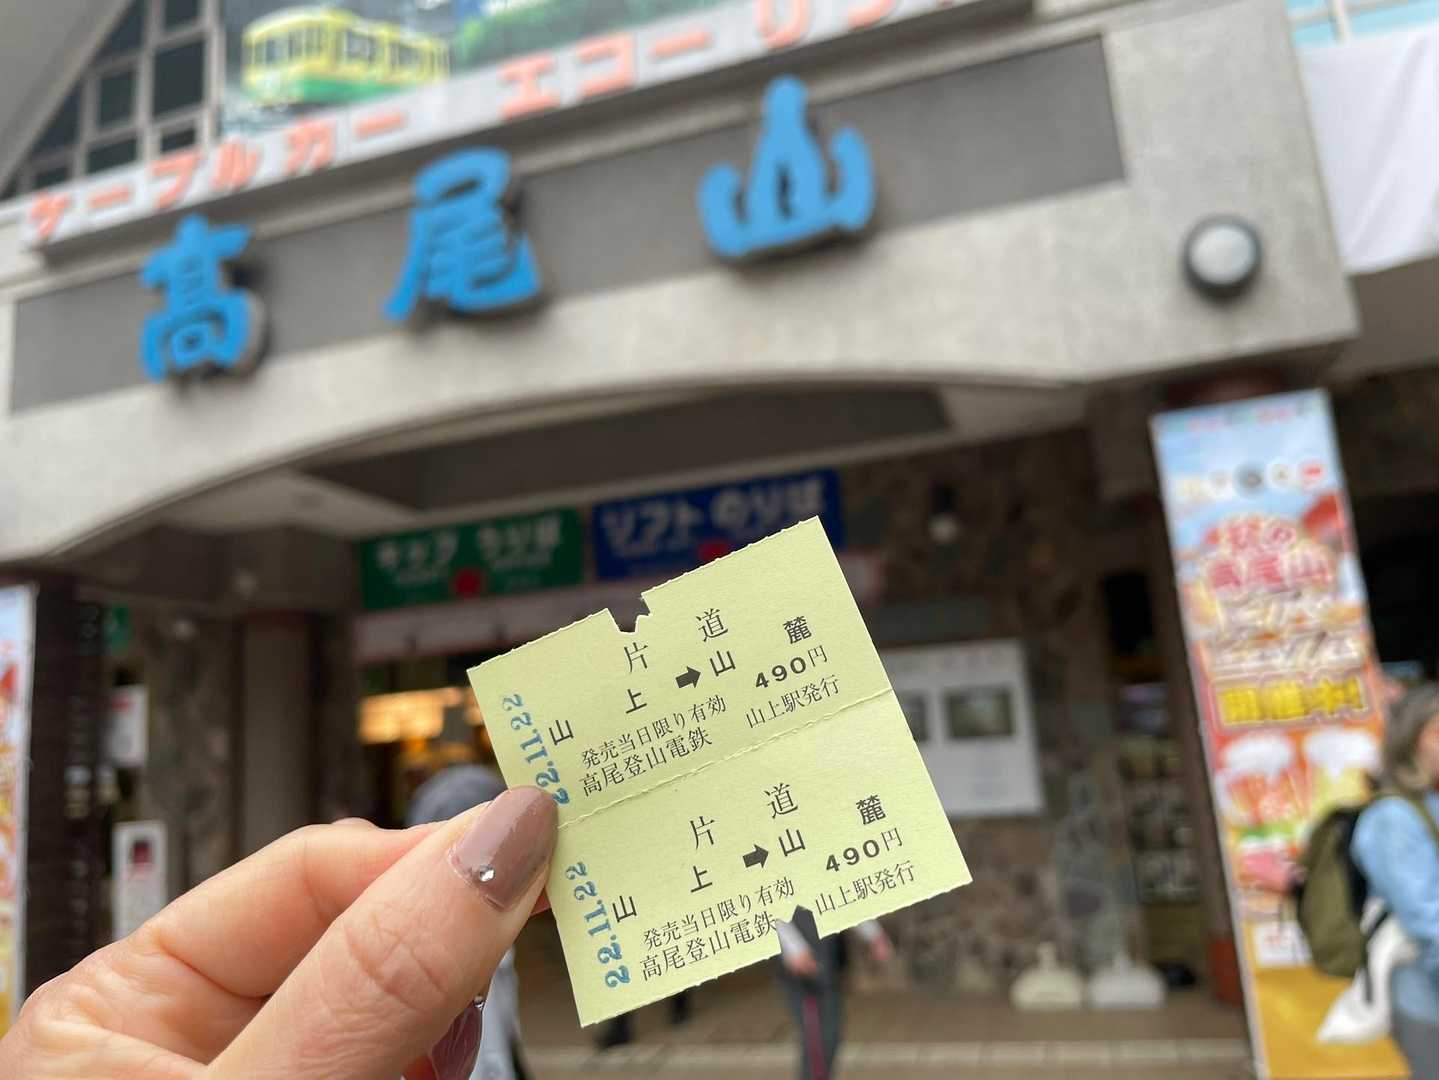 ケーブルカー エコーリフト
高尾山
リフトのりば
秋の
高尾山
開催中!
片道
山上➡山麓
490円
発売当日限り有効
山上駅発行
高尾登山電鉄
22.11.22
片道
山上➡山麓
490円
発売当日限り有効
山上駅発行
高尾登山電鉄
22.11.22